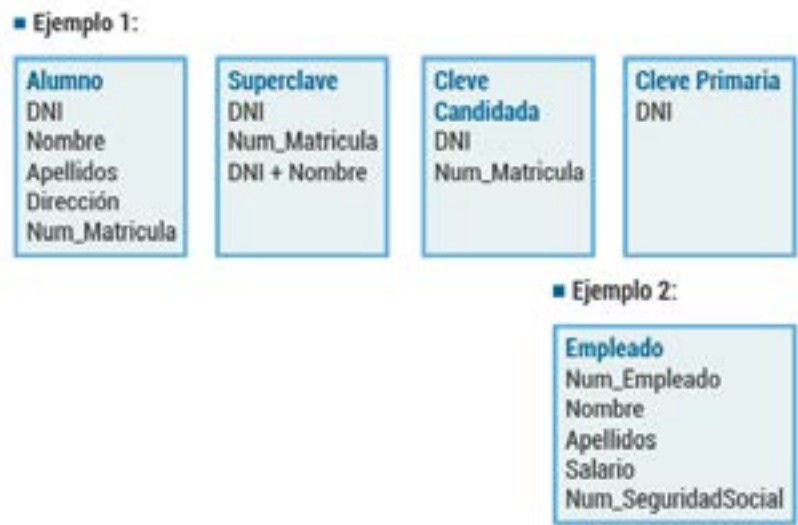 Ejemplo 1:
Alumno
DNI
Nombre
Apellidos
Dirección
Num_Matricula
Superclave
DNI
Num_Matricula
DNI + Nombre
Cleve
Candidada
DNI
Num_Matricula
Cleve Primaria
DNI
Ejemplo 2:
Empleado
Num_Empleado
Nombre
Apellidos
Salario
Num_SeguridadSocial